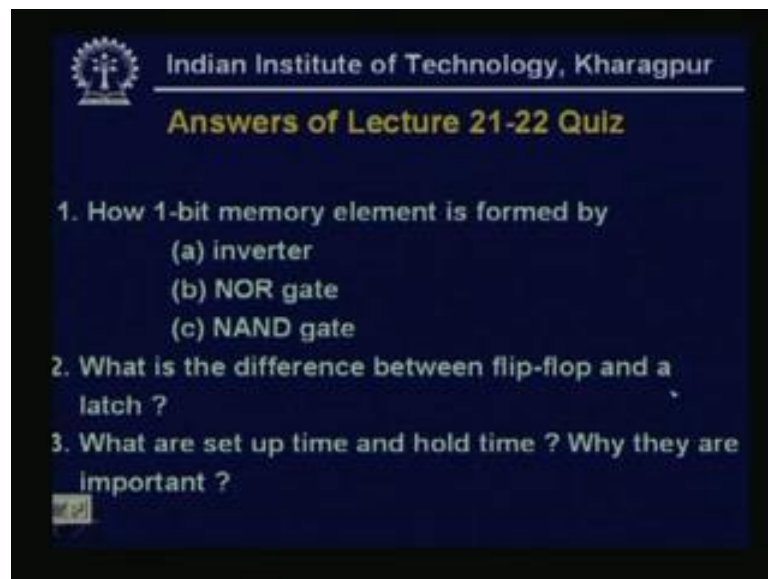 Indian Institute of Technology, Kharagpur
Answers of Lecture 21-22 Quiz
1. How 1-bit memory element is formed by
(a) inverter
(b) NOR gate
(c) NAND gate
2. What is the difference between flip-flop and a
latch ?
3. What are set up time and hold time ? Why they are
important ?